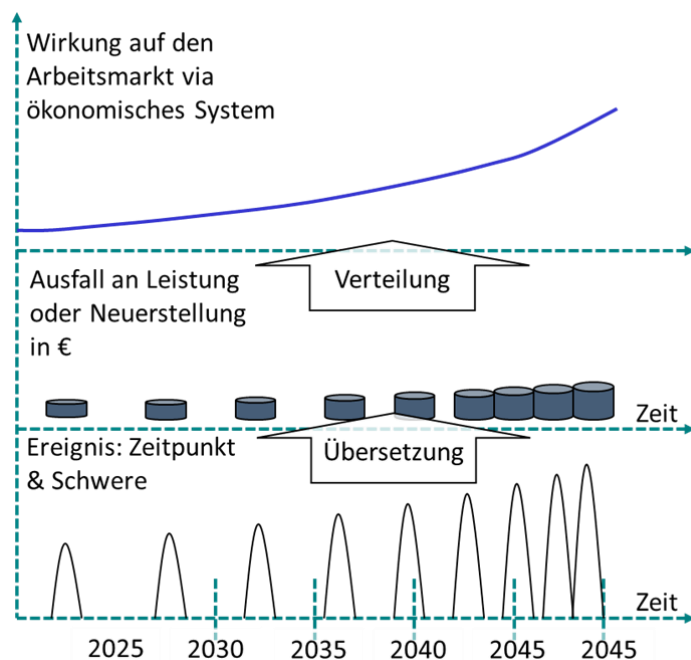 Wirkung auf den
Arbeitsmarkt via
ökonomisches System
Ausfall an Leistung
oder Neuerstellung
in €
Verteilung
Zeit
Ereignis: Zeitpunkt
& Schwere
Übersetzung
Zeit
2025 2030 2035 2040 2045 2045